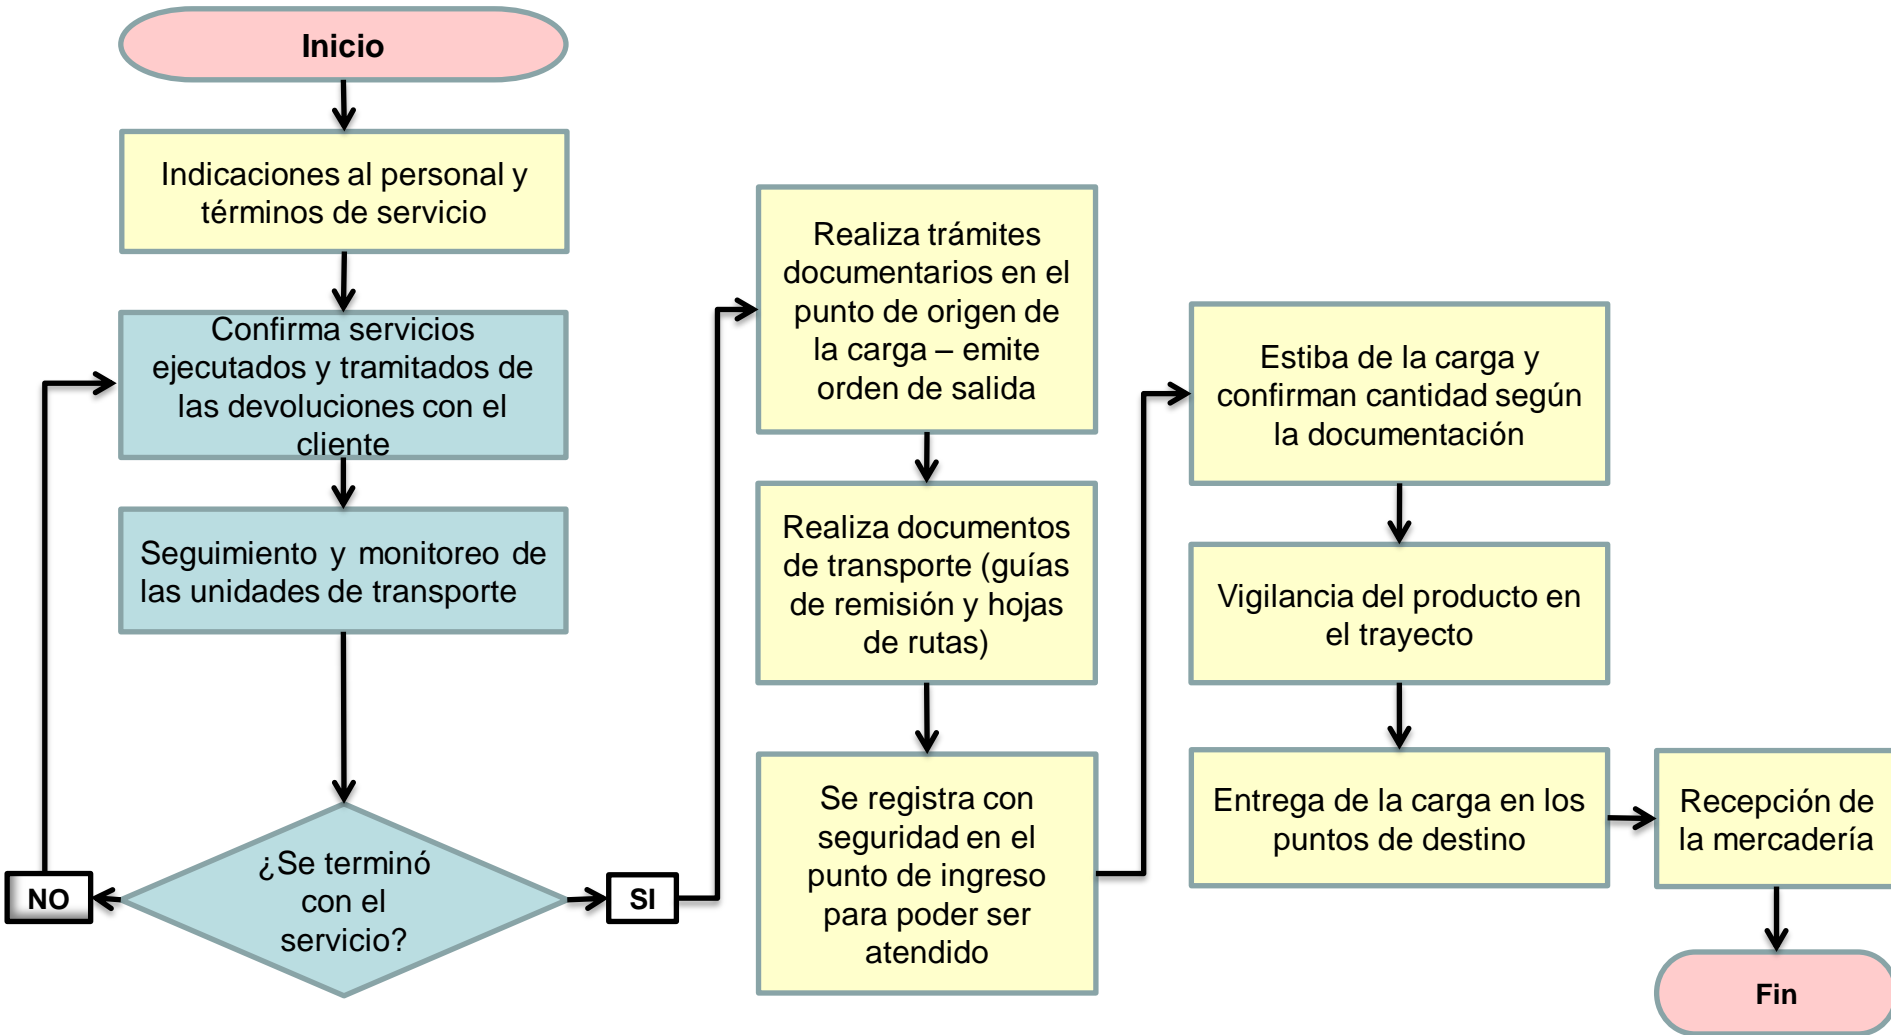 Inicio
Indicaciones al personal y
términos de servicio
Confirma servicios
ejecutados y tramitados de
las devoluciones con el
cliente
Seguimiento y monitoreo de
las unidades de transporte
¿Se terminó
con el
servicio?
NO
SI
Realiza trámites
documentarios en el
punto de origen de
la carga – emite
orden de salida
Realiza documentos
de transporte (guías
de remisión y hojas
de rutas)
Se registra con
seguridad en el
punto de ingreso
para poder ser
atendido
Estiba de la carga y
confirman cantidad según
la documentación
Vigilancia del producto en
el trayecto
Entrega de la carga en los
puntos de destino
Recepción de
la mercadería
Fin